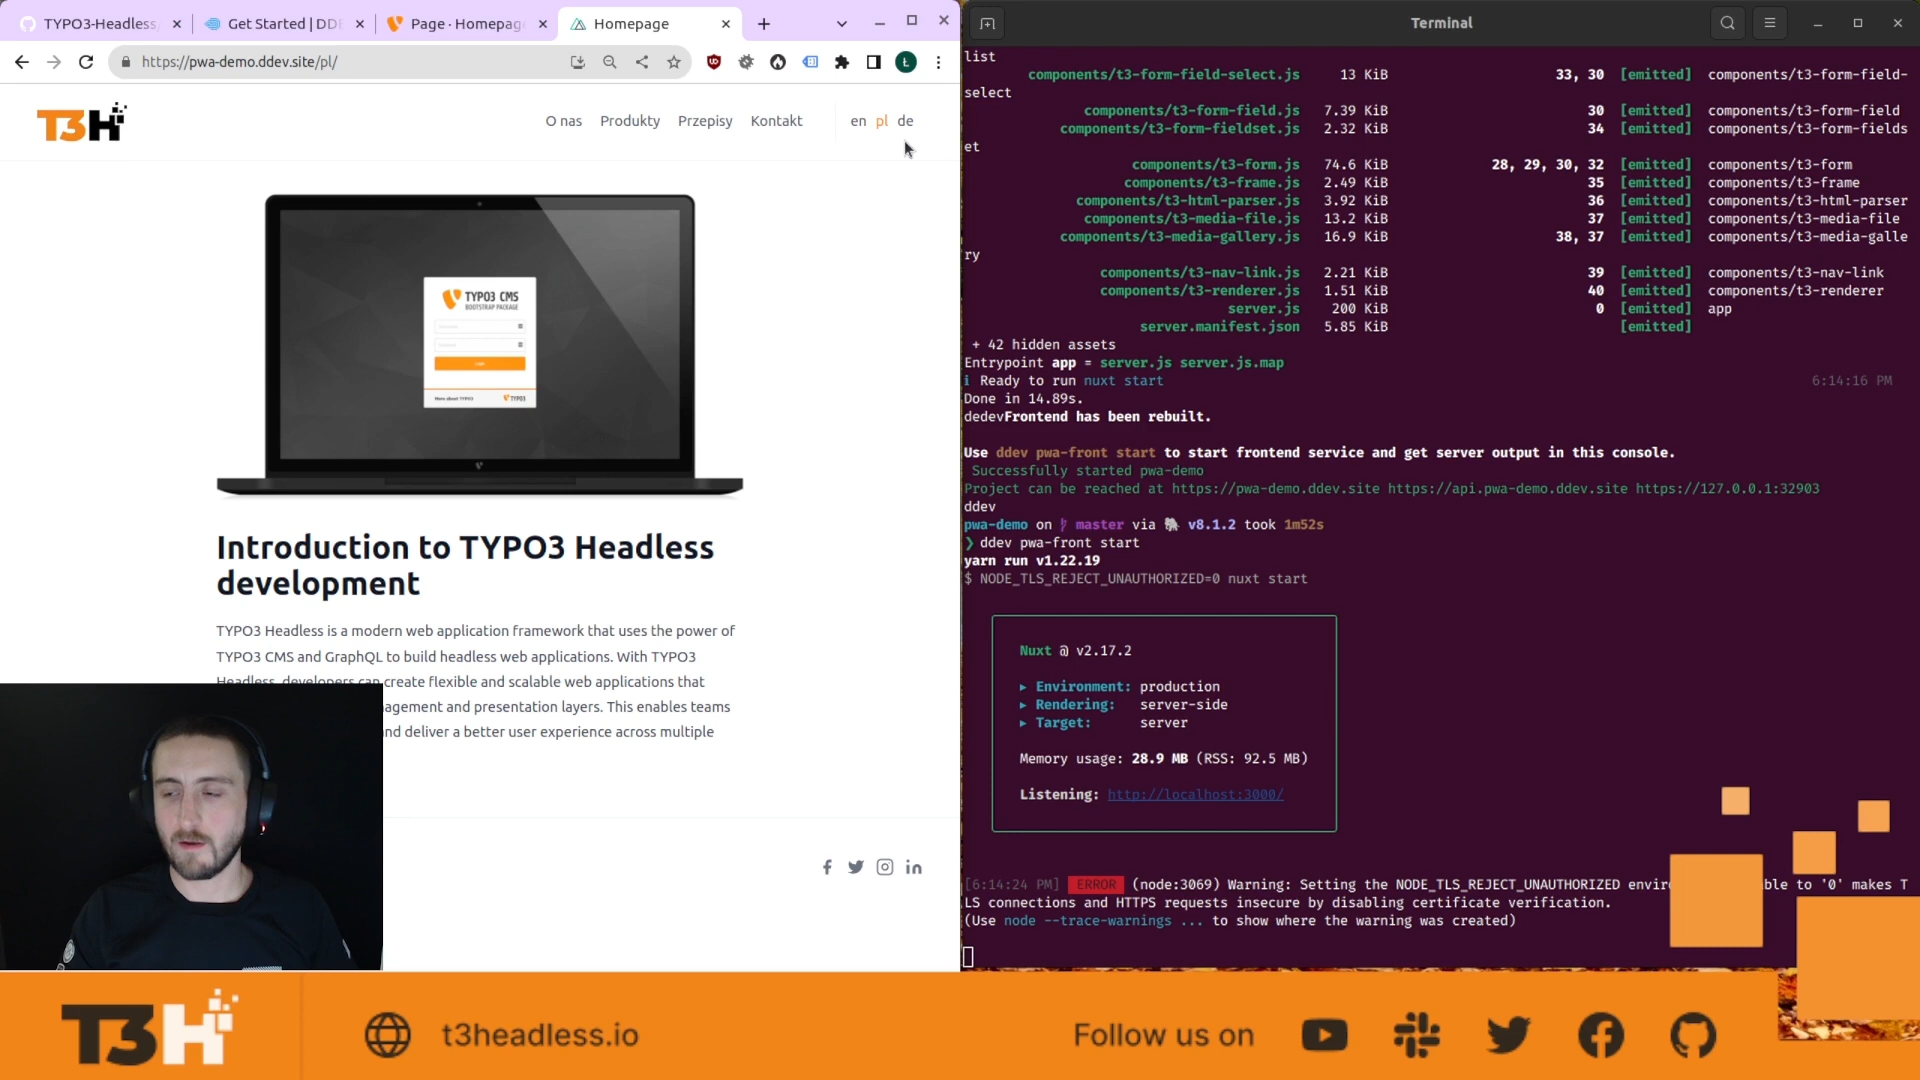 TYPO3-Headless
Get Started | DD
Page · Homepag
Homepage
https://pwa-demo.ddev.site/pl/
T3H
O nas
Produkty
Przepisy
Kontakt
en
pl
de
TYPO3 CMS
BOOTSTRAP PACKAGE
TYPO3
Introduction to TYPO3 Headless
development
TYPO3 Headless is a modern web application framework that uses the power of
TYPO3 CMS and GraphQL to build headless web applications. With TYPO3
Headless, developers can create flexible and scalable web applications that
agement and presentation layers. This enables teams
nd deliver a better user experience across multiple
Terminal
list
components/t3-form-field-select.js 13 KiB 33, 30 [emitted] components/t3-form-field-
select
components/t3-form-field.js 7.39 KiB 30 [emitted] components/t3-form-field
components/t3-form-fieldset.js 2.32 KiB 34 [emitted] components/t3-form-fields
et
components/t3-form.js 74.6 KiB 28, 29, 30, 32 [emitted] components/t3-form
components/t3-frame.js 2.49 KiB 35 [emitted] components/t3-frame
components/t3-html-parser.js 3.92 KiB 36 [emitted] components/t3-html-parser
components/t3-media-file.js 13.2 KiB 37 [emitted] components/t3-media-file
components/t3-media-gallery.js 16.9 KiB 38, 37 [emitted] components/t3-media-galle
ry
components/t3-nav-link.js 2.21 KiB 39 [emitted] components/t3-nav-link
components/t3-renderer.js 1.51 KiB 40 [emitted] components/t3-renderer
server.js 200 KiB 0 [emitted] app
server.manifest.json 5.85 KiB [emitted]
+ 42 hidden assets
Entrypoint app = server.js server.js.map
i Ready to run nuxt start 6:14:16 PM
Done in 14.89s.
dedevFrontend has been rebuilt.
Use ddev pwa-front start to start frontend service and get server output in this console.
Successfully started pwa-demo
Project can be reached at https://pwa-demo.ddev.site https://api.pwa-demo.ddev.site https://127.0.0.1:32903
ddev
pwa-demo on master via 🐘 v8.1.2 took 1m52s
❯ ddev pwa-front start
yarn run v1.22.19
$ NODE_TLS_REJECT_UNAUTHORIZED=0 nuxt start
Nuxt @ v2.17.2
▸ Environment: production
▸ Rendering: server-side
▸ Target: server
Memory usage: 28.9 MB (RSS: 92.5 MB)
Listening: http://localhost:3000/
[6:14:24 PM] ERROR (node:3069) Warning: Setting the NODE_TLS_REJECT_UNAUTHORIZED enviro ble to '0' makes T
LS connections and HTTPS requests insecure by disabling certificate verification.
(Use node --trace-warnings ... to show where the warning was created)
T3H
t3headless.io
Follow us on